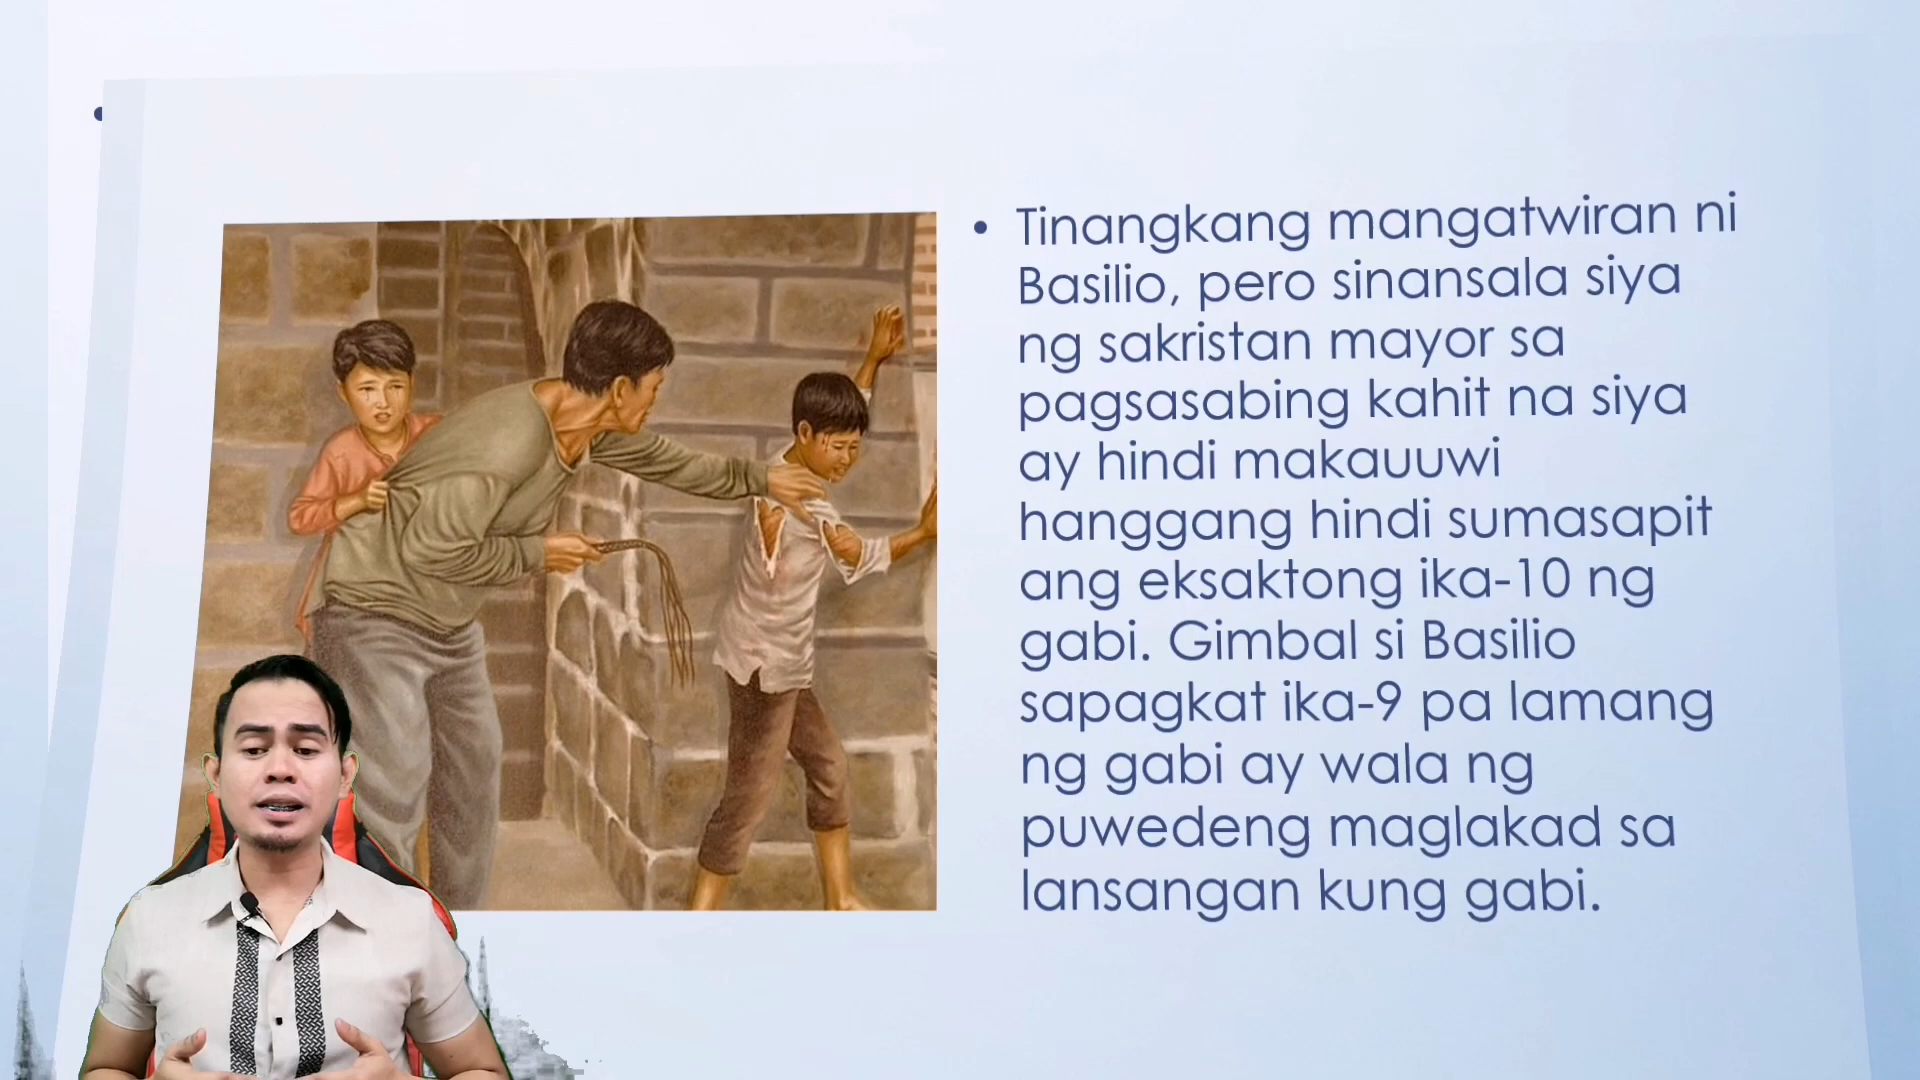 Tinangkang mangatwiran ni
Basilio, pero sinansala siya
ng sakristan mayor sa
pagsasabing kahit na siya
ay hindi makauuwi
hanggang hindi sumasapit
ang eksaktong ika-10 ng
gabi. Gimbal si Basilio
sapagkat ika-9 pa lamang
ng gabi ay wala ng
puwedeng maglakad sa
lansangan kung gabi.